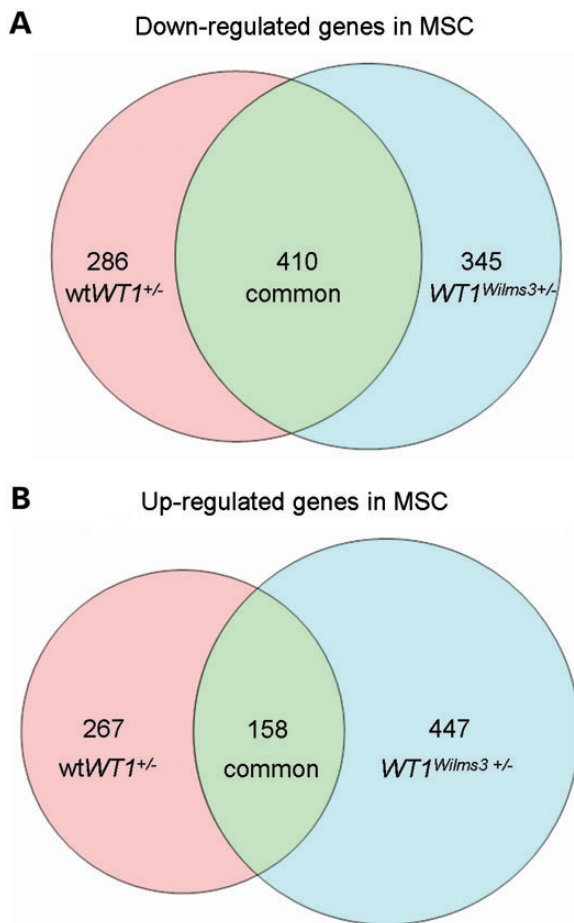 A
Down-regulated genes in MSC
286
wtWT1+/-
410
common
345
WT1Wilms3+/-
B
Up-regulated genes in MSC
267
wtWT1+/-
158
common
447
WT1Wilms3 +/-